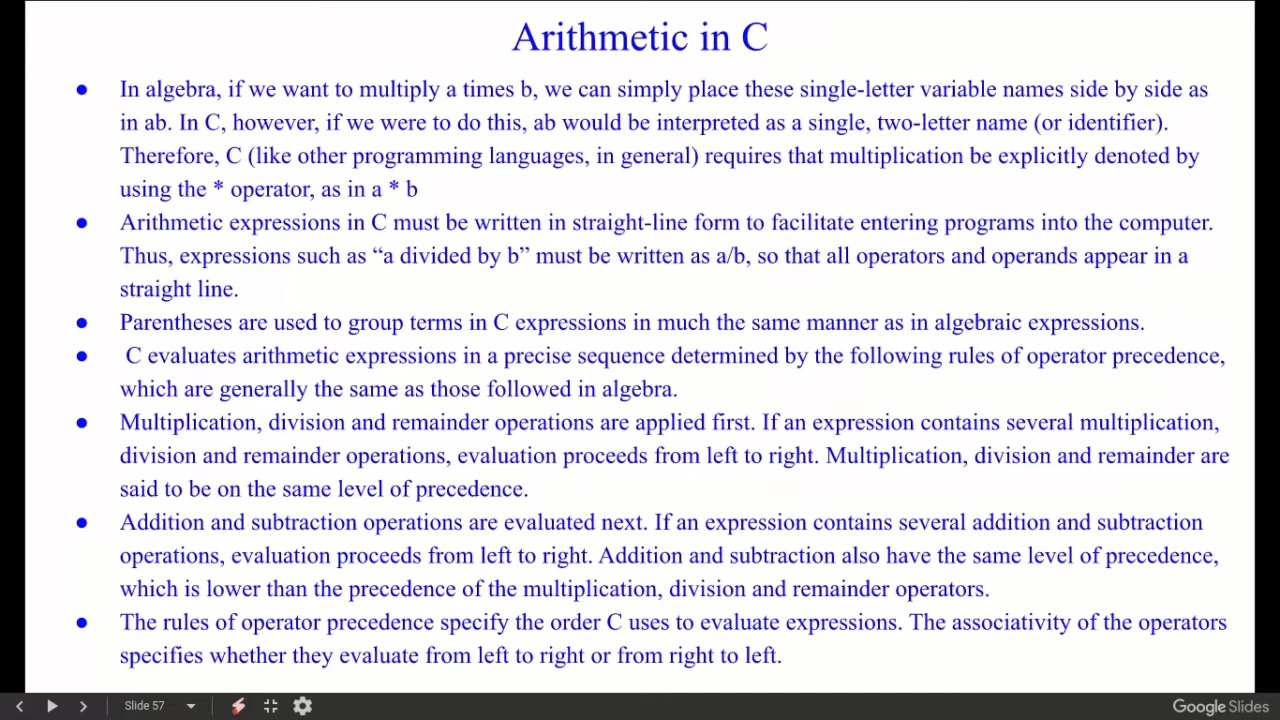 Arithmetic in C
● In algebra, if we want to multiply a times b, we can simply place these single-letter variable names side by side as
in ab. In C, however, if we were to do this, ab would be interpreted as a single, two-letter name (or identifier).
Therefore, C (like other programming languages, in general) requires that multiplication be explicitly denoted by
using the * operator, as in a * b
● Arithmetic expressions in C must be written in straight-line form to facilitate entering programs into the computer.
Thus, expressions such as “a divided by b” must be written as a/b, so that all operators and operands appear in a
straight line.
● Parentheses are used to group terms in C expressions in much the same manner as in algebraic expressions.
● C evaluates arithmetic expressions in a precise sequence determined by the following rules of operator precedence,
which are generally the same as those followed in algebra.
● Multiplication, division and remainder operations are applied first. If an expression contains several multiplication,
division and remainder operations, evaluation proceeds from left to right. Multiplication, division and remainder are
said to be on the same level of precedence.
● Addition and subtraction operations are evaluated next. If an expression contains several addition and subtraction
operations, evaluation proceeds from left to right. Addition and subtraction also have the same level of precedence,
which is lower than the precedence of the multiplication, division and remainder operators.
● The rules of operator precedence specify the order C uses to evaluate expressions. The associativity of the operators
specifies whether they evaluate from left to right or from right to left.
Slide 57
Google Slides